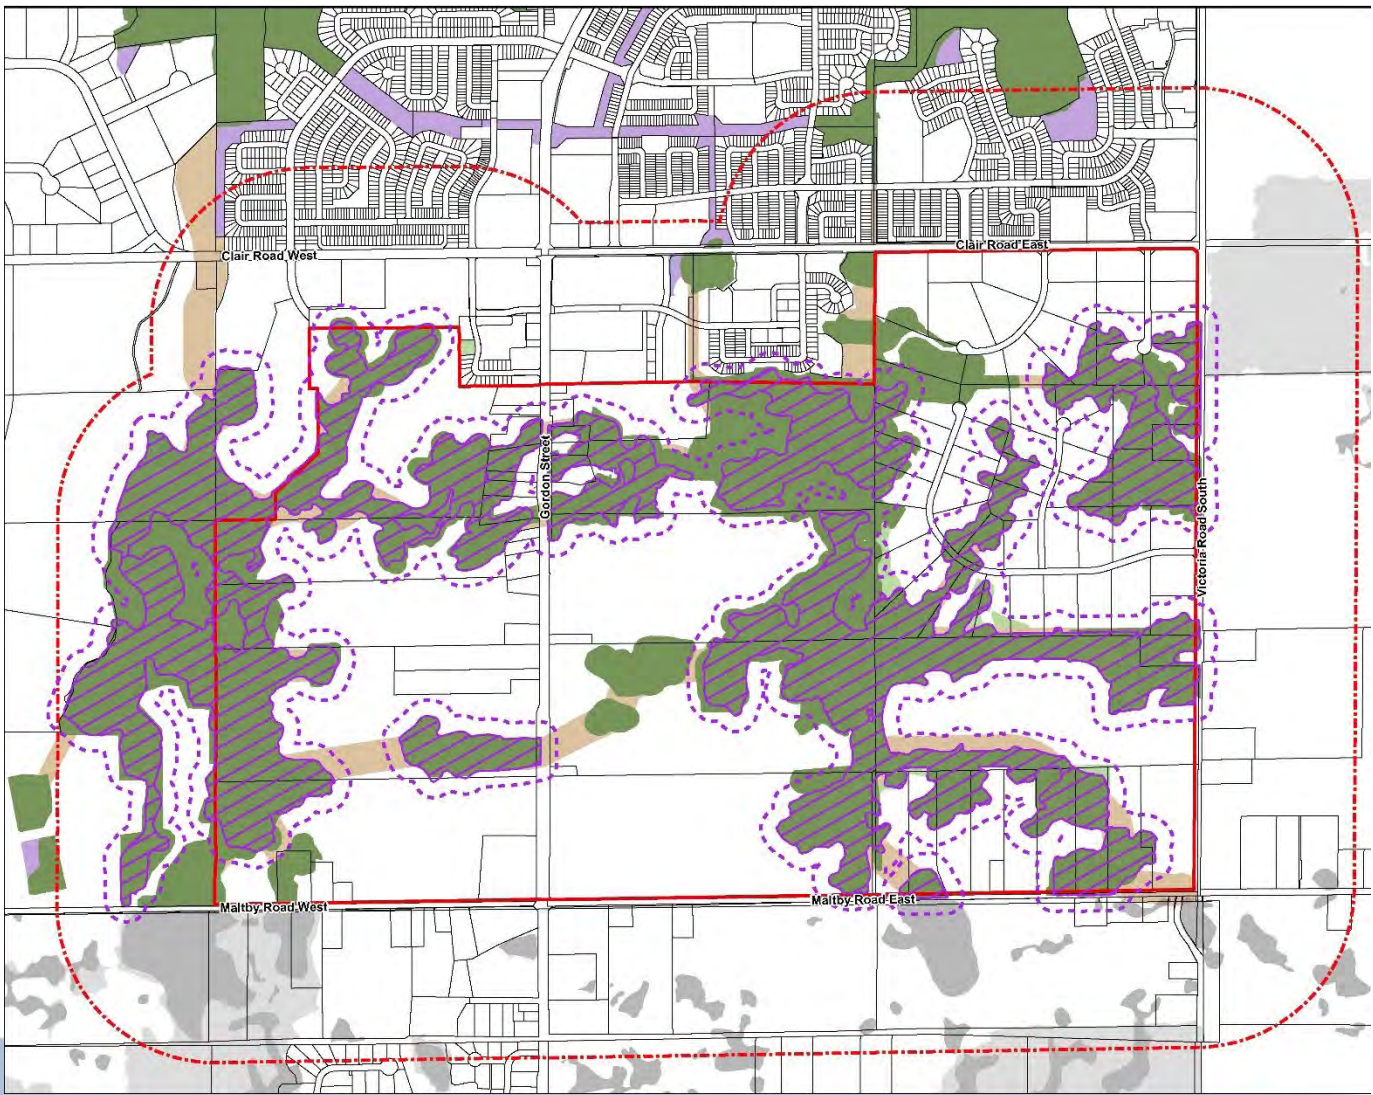 Clair Road East
Clair Road West
Gordon Street
Victoria Road South
Maltby Road East
Maltby Road West